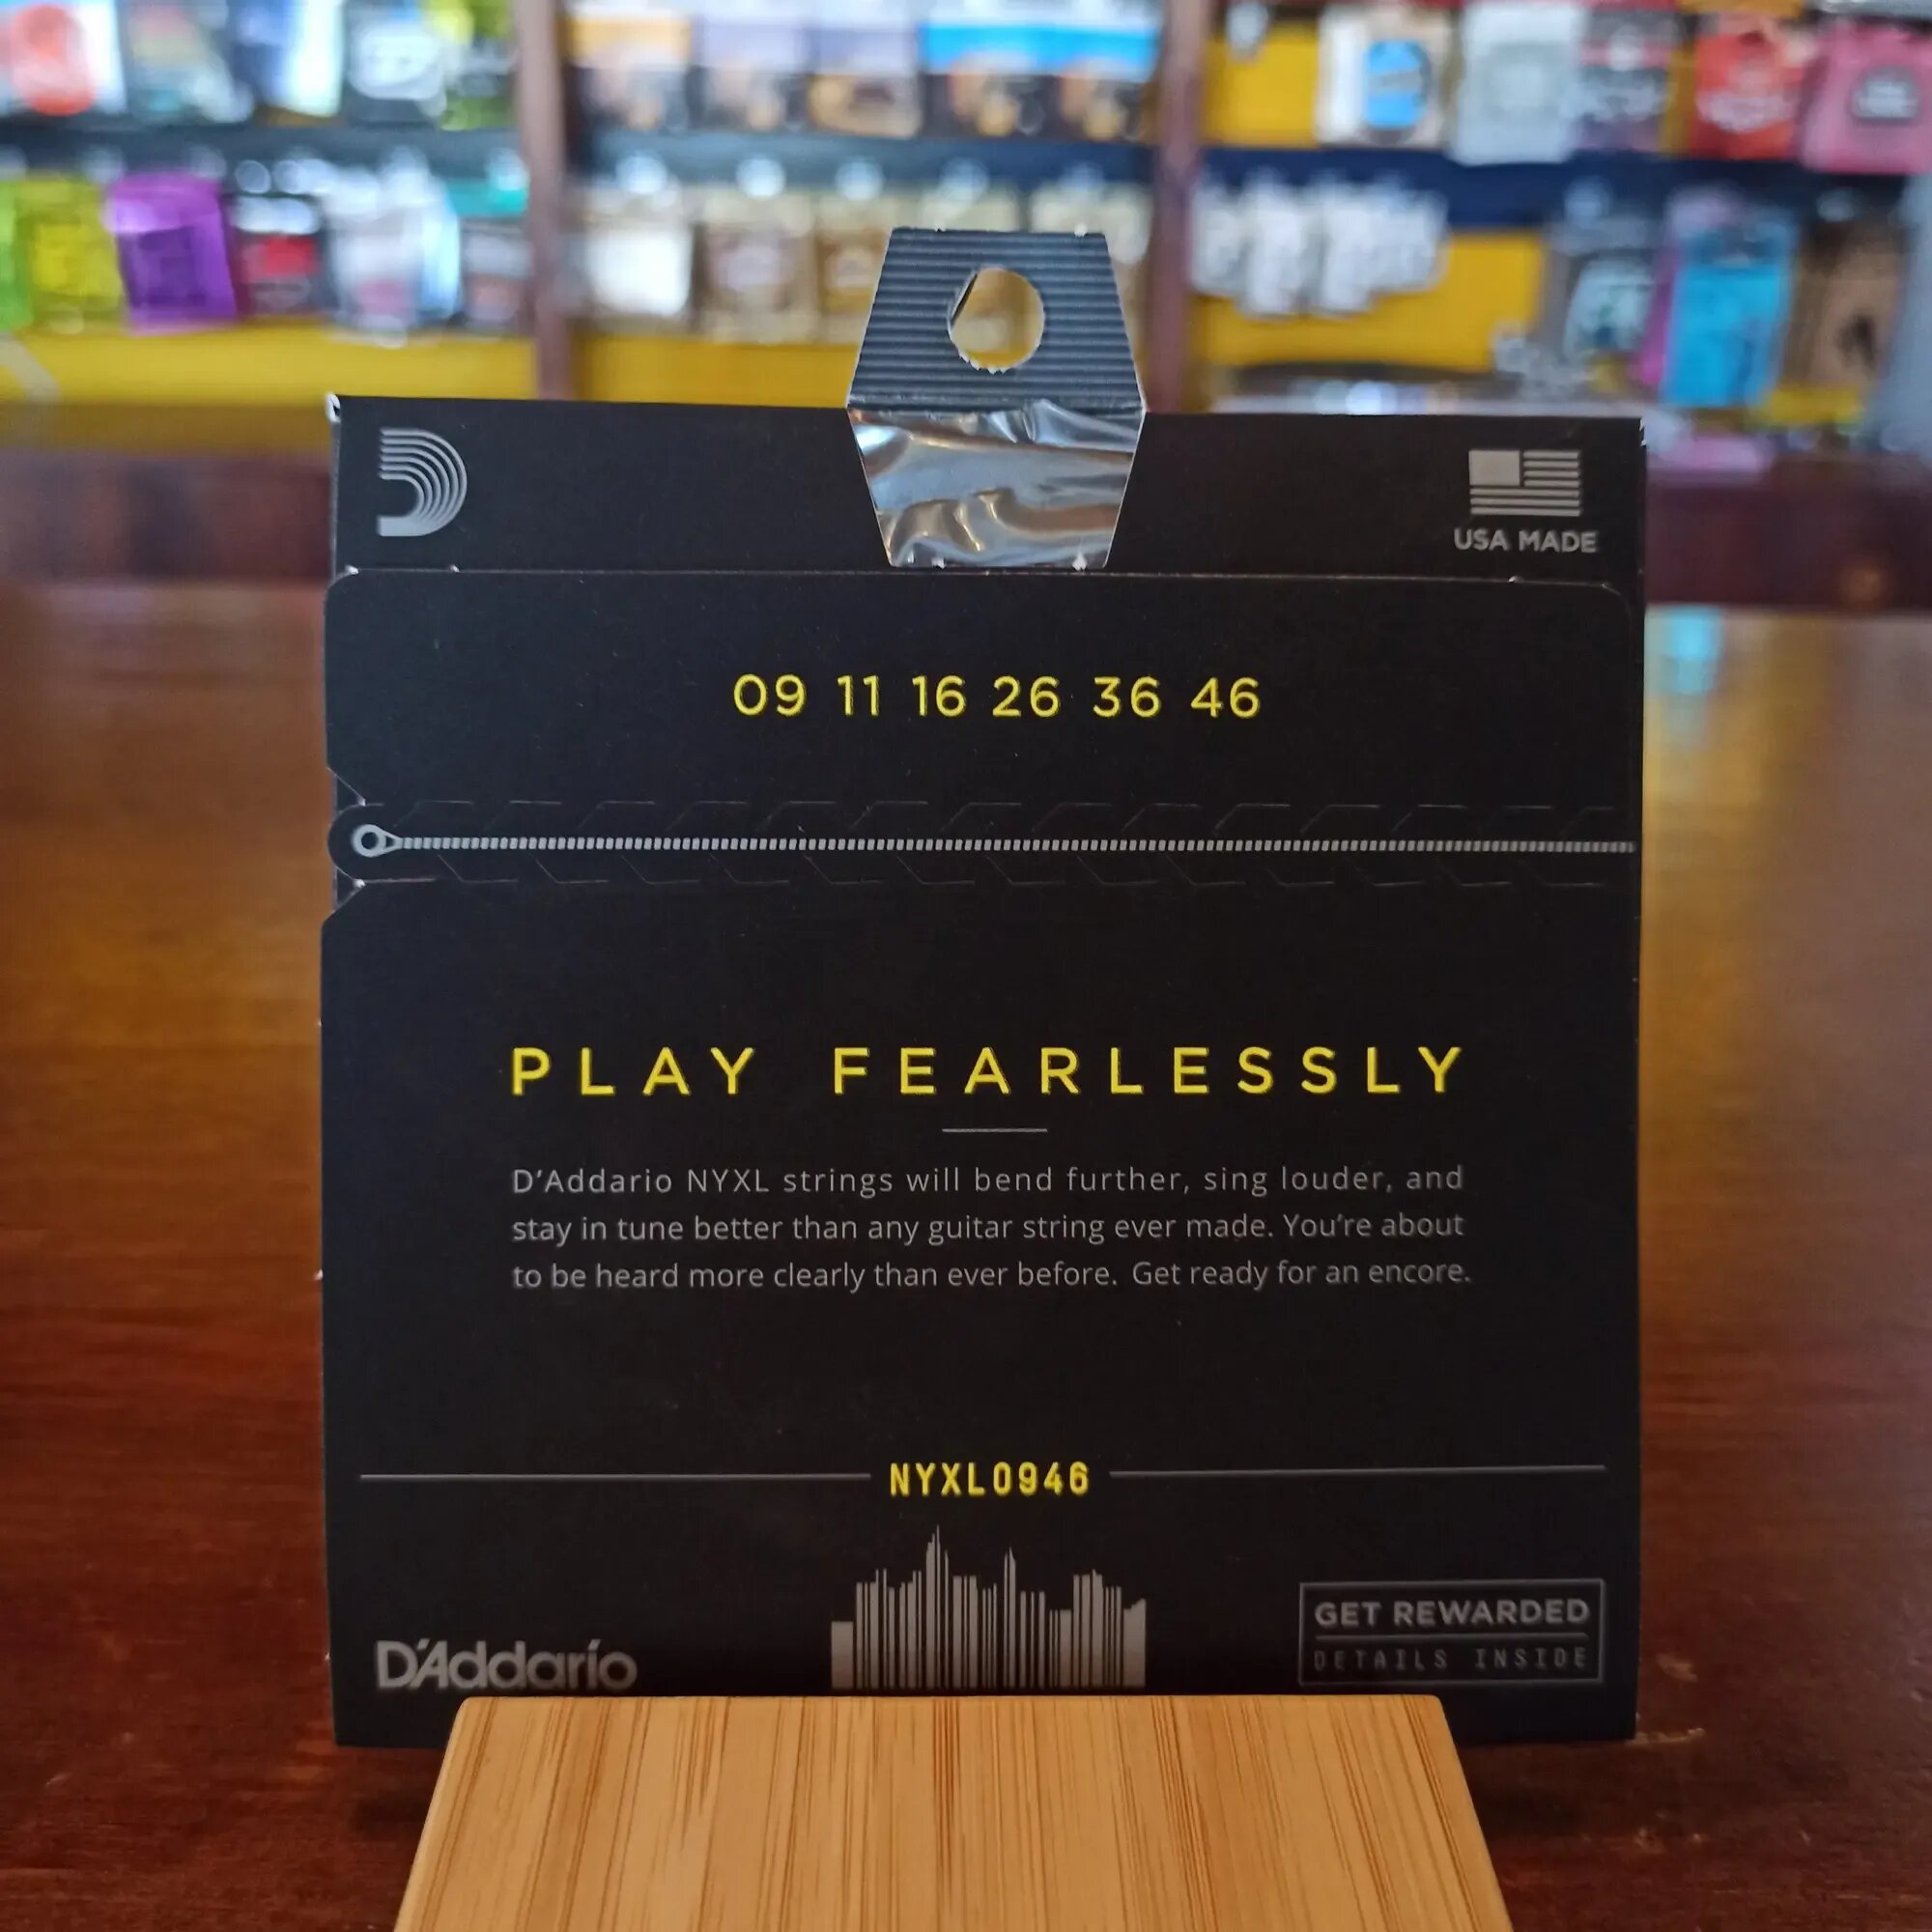 USA MADE
09 11 16 26 36 46
PLAY FEARLESSLY
D'Addario NYXL strings will bend further, sing louder, and
stay in tune better than any guitar string ever made. You're about
to be heard more clearly than ever before. Get ready for an encore.
NYXL0946
D'Addario
GET REWARDED
DETAILS INSIDE